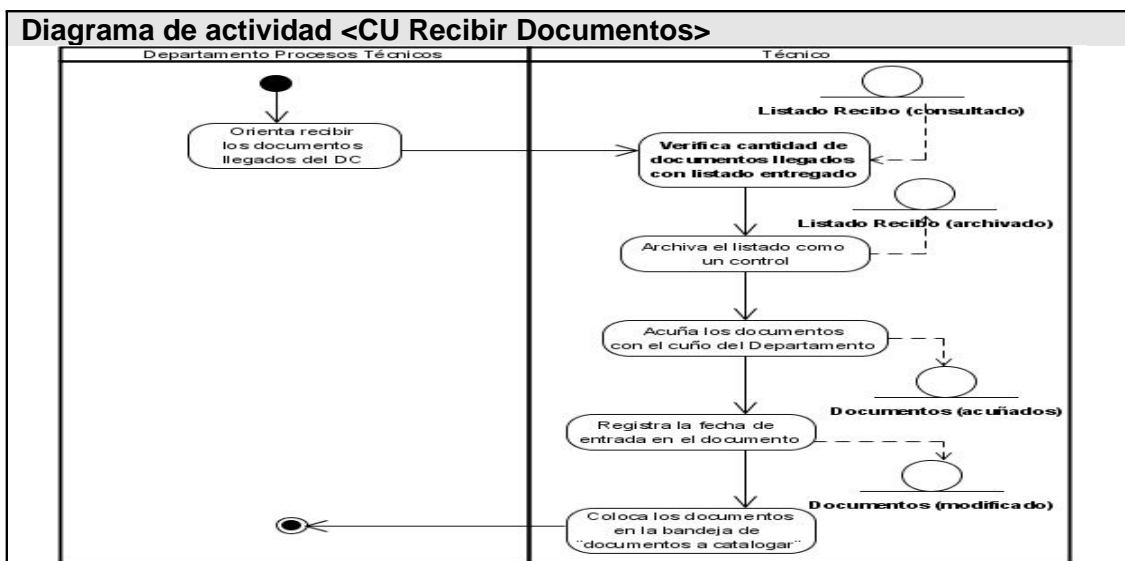 Diagrama de actividad <CU Recibir Documentos>
Departamento Procesos Técnicos
Técnico
Listado Recibo (consultado)
Orienta recibir
los documentos
llegados del DC
Verifica cantidad de
documentos llegados
con listado entregado
Listado Recibo (archivado)
Archiva el listado como
un control
Acuña los documentos
con el cuño del Departamento
Documentos (acuñados)
Registra la fecha de
entrada en el documento
Documentos (modificado)
Coloca los documentos
en la bandeja de
¨documentos a catalogar¨